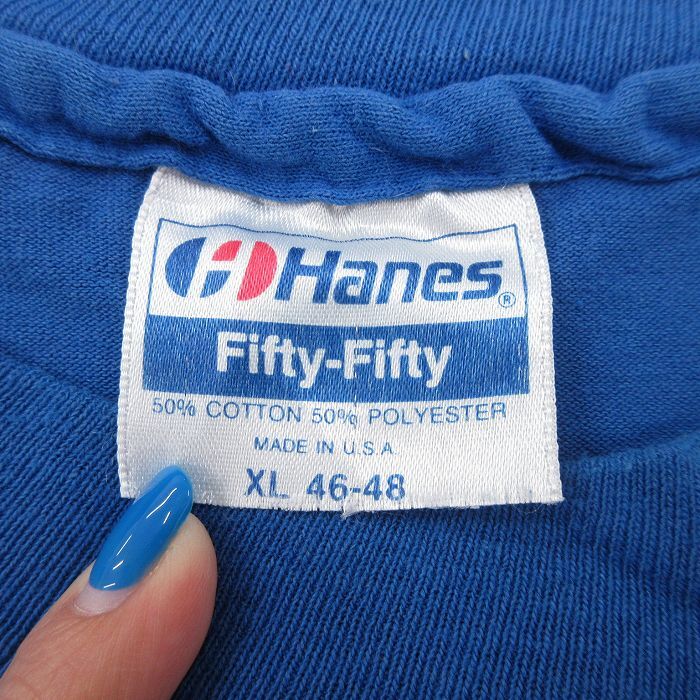 Hanes®
Fifty-Fifty
50% COTTON 50% POLYESTER
MADE IN U.S.A.
XL 46-48